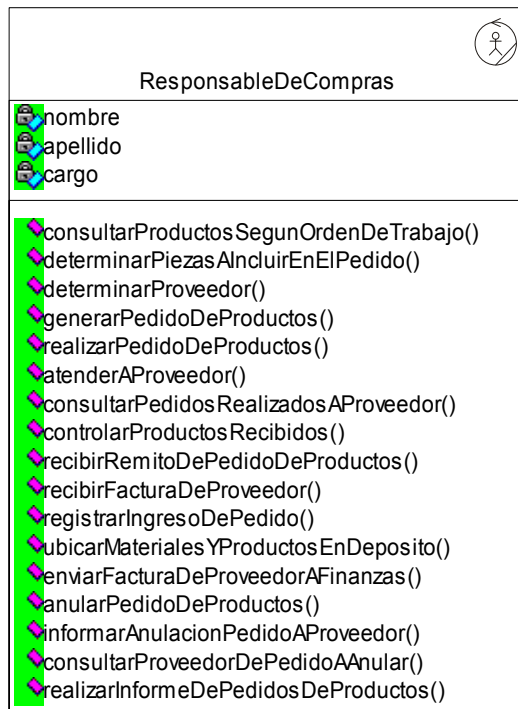 ResponsableDeCompras
nombre
apellido
cargo
consultarProductosSegunOrdenDeTrabajo()
determinarPiezasAIncluirEnElPedido()
determinarProveedor()
generarPedidoDeProductos()
realizarPedidoDeProductos()
atenderAProveedor()
consultarPedidosRealizadosAProveedor()
controlarProductosRecibidos()
recibirRemitoDePedidoDeProductos()
recibirFacturaDeProveedor()
registrarIngresoDePedido()
ubicarMaterialesYProductosEnDeposito()
enviarFacturaDeProveedorAFinanzas()
anularPedidoDeProductos()
informarAnulacionPedidoAProveedor()
consultarProveedorDePedidoAAnular()
realizarInformeDePedidosDeProductos()